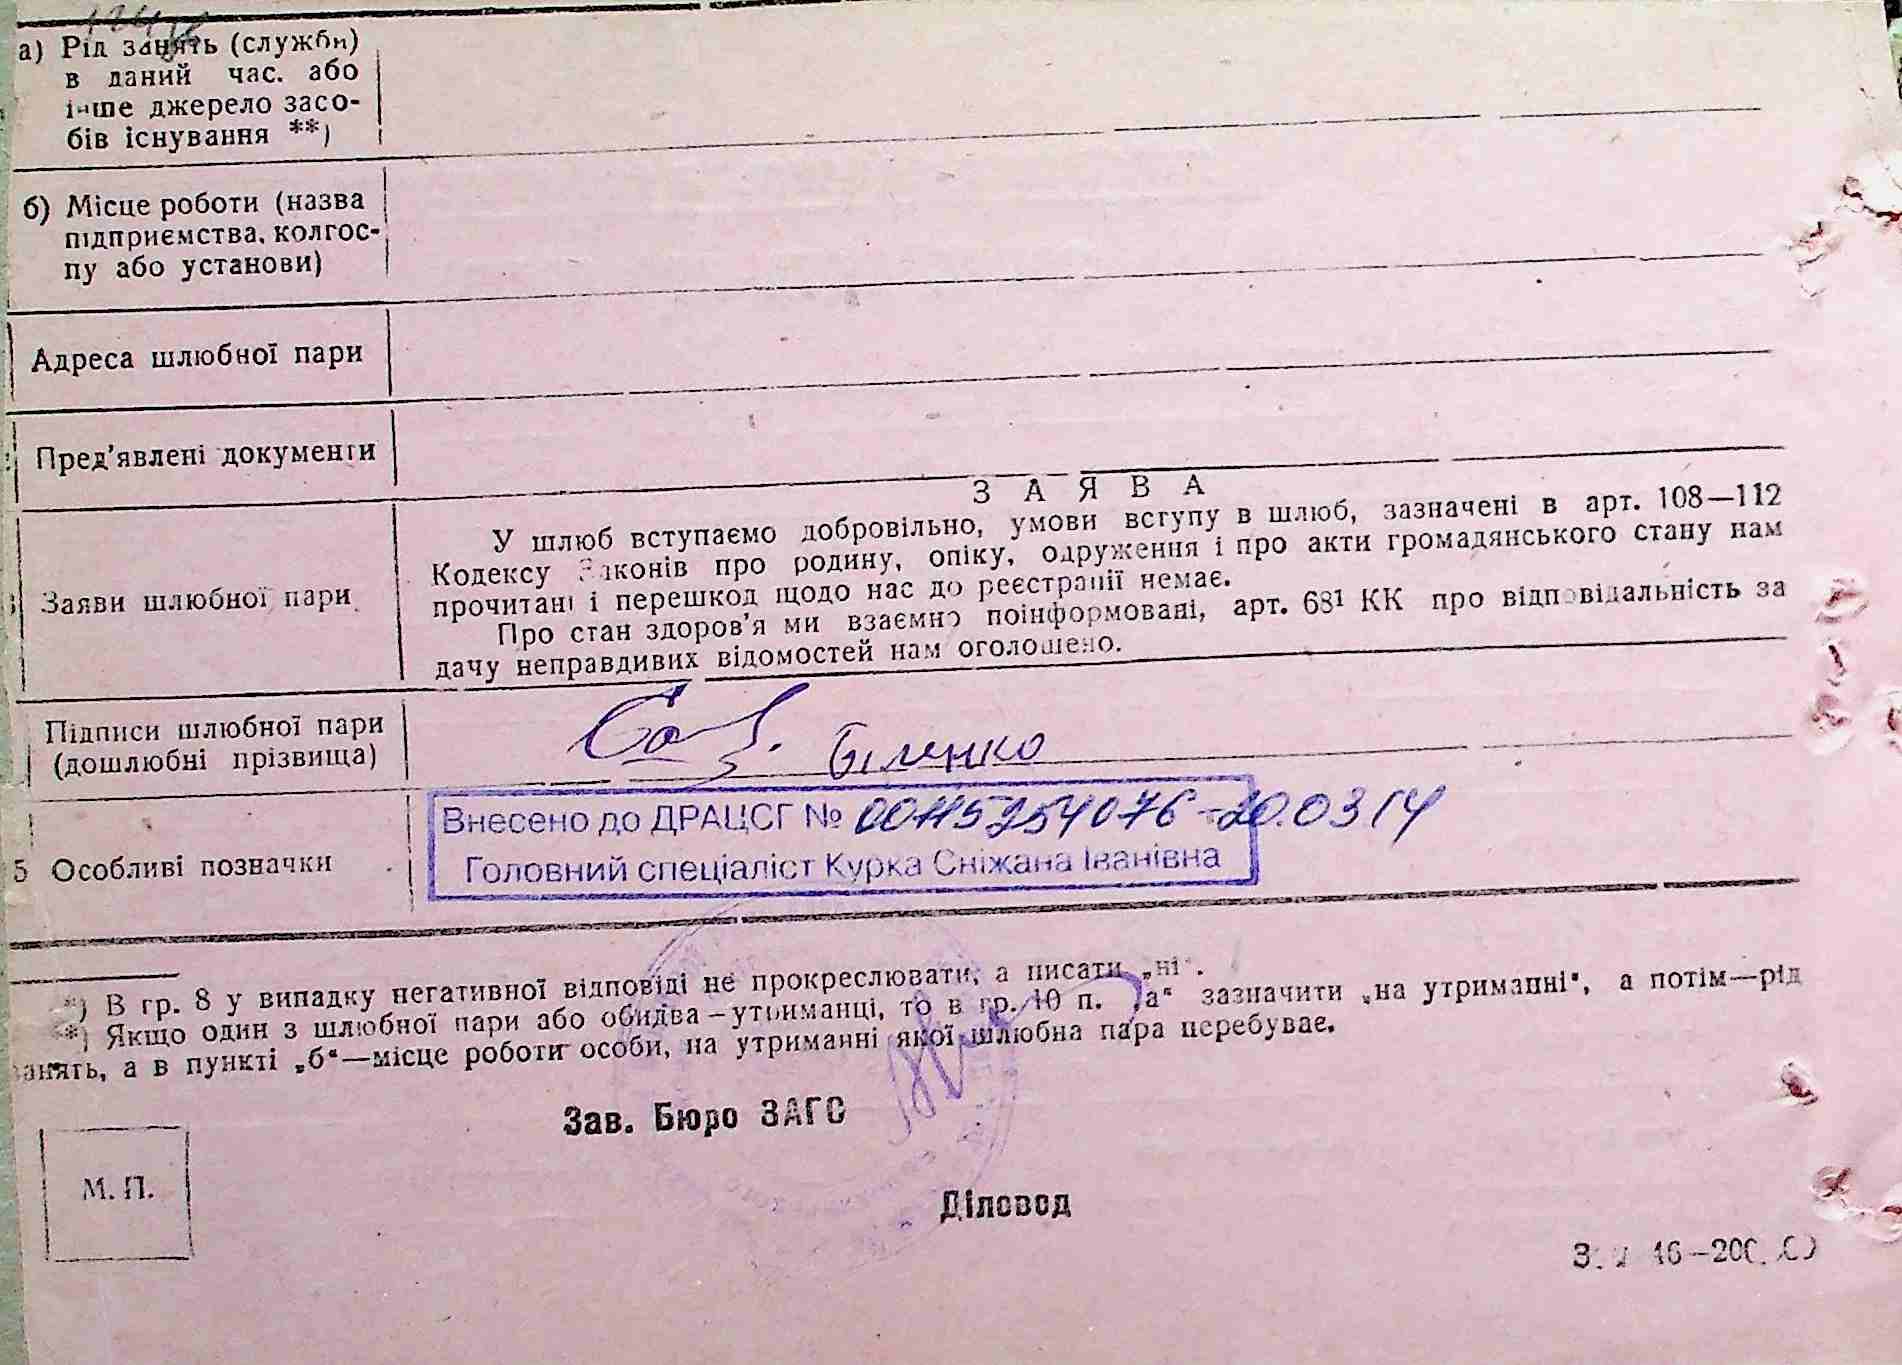 а) Рід занять (служби)
в даний час. або
інше джерело засо-
бів існування **)
б) Місце роботи (назва
підприємства, колгос-
пу або установи)
Адреса шлюбної пари
Пред'явлені документи
З А Я В А
У шлюб вступаємо добровільно, умови вступу в шлюб, зазначені в арт. 108—112
Кодексу Законів про родину, опіку, одруження і про акти громадянського стану нам
прочитані і перешкод щодо нас до реєстрації немає.
Про стан здоров'я ми взаємно поінформовані, арт. 68¹ КК про відповідальність за
дачу неправдивих відомостей нам оголошено.
Заяви шлюбної пари
Підписи шлюбної пари
(дошлюбні прізвища)
Біленко
Внесено до ДРАЦСГ № 00115254076 - 20.03 14
Головний спеціаліст Курка Сніжана Іванівна
5 Особливі позначки
*) В гр. 8 у випадку негативної відповіді не прокреслювати, а писати „ні".
**) Якщо один з шлюбної пари або обидва—утриманці, то в гр. 10 п. „а" зазначити „на утриманні", а потім—рід
занять, а в пункті „б"—місце роботи особи, на утриманні якої шлюбна пара перебуває.
Зав. Бюро ЗАГС
М. П.
Діловод